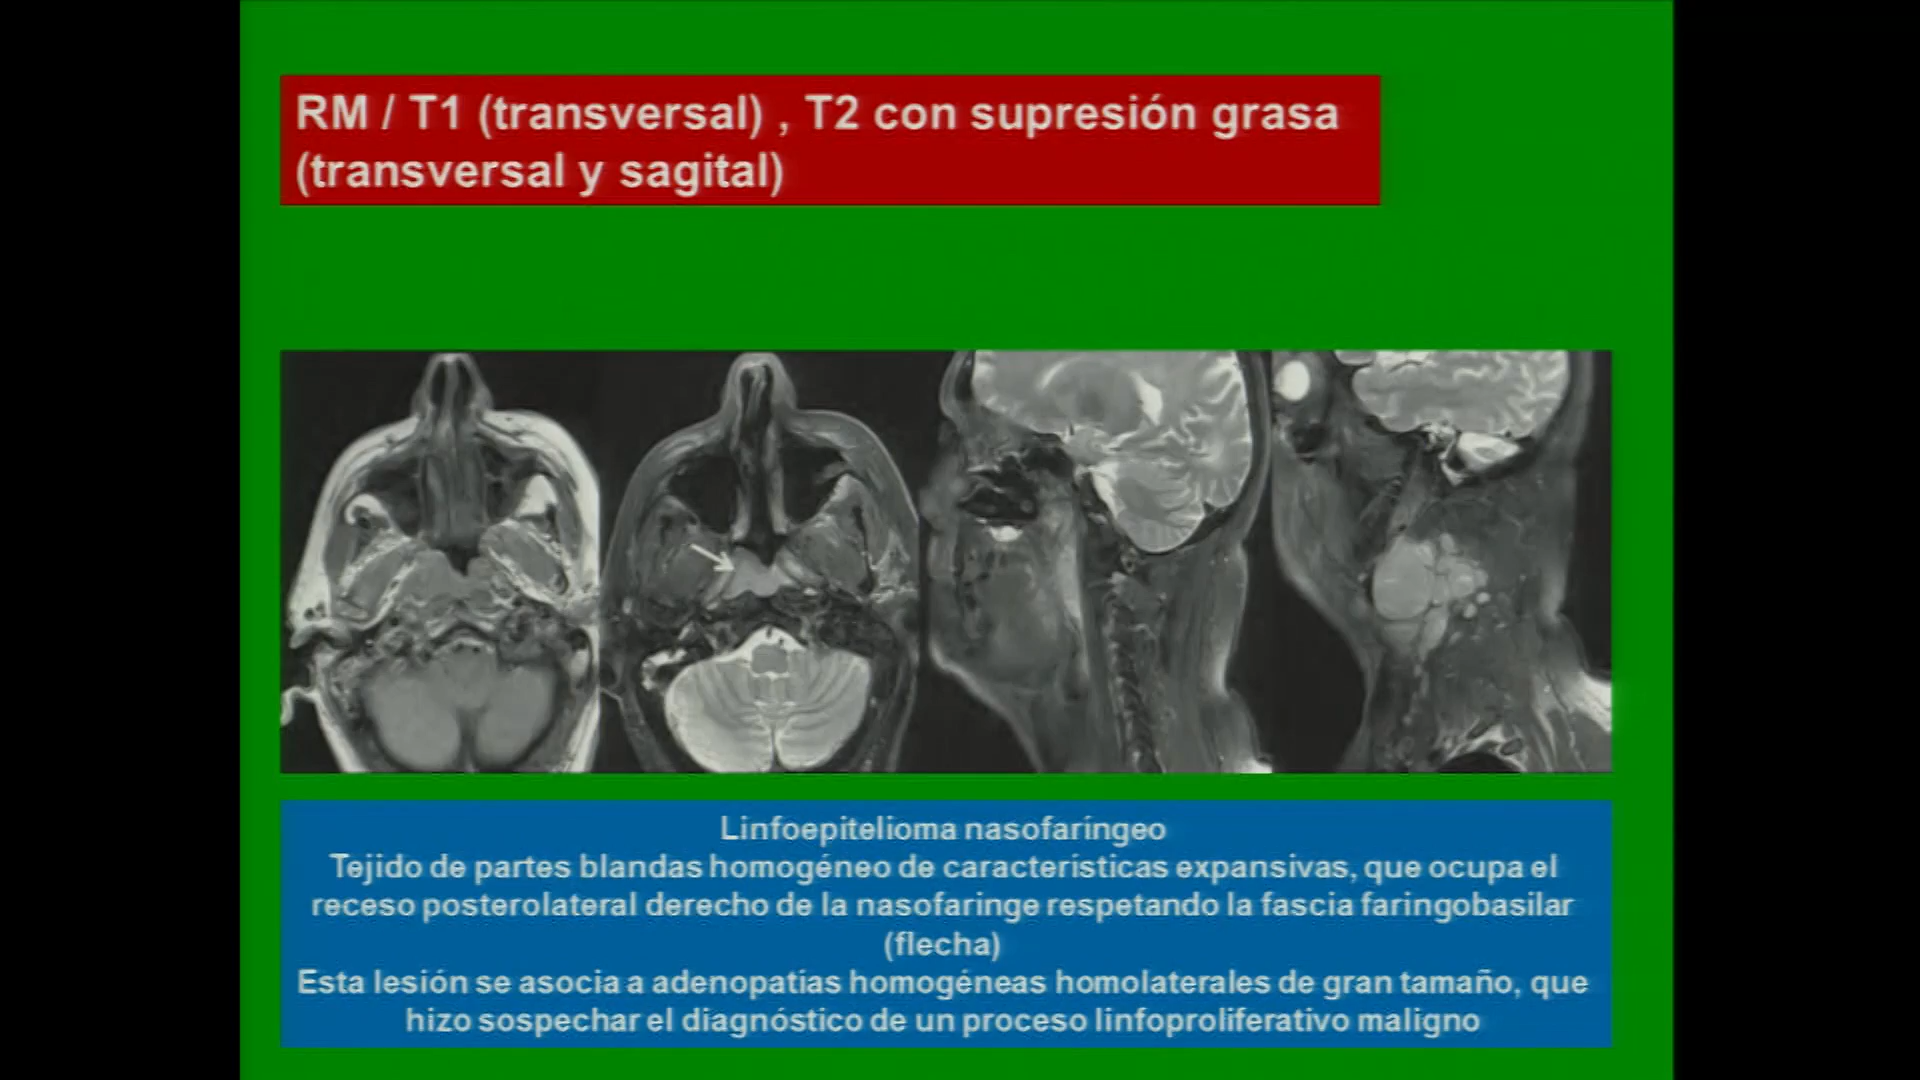 RM / T1 (transversal) , T2 con supresión grasa
(transversal y sagital)
Linfoepitelioma nasofaríngeo
Tejido de partes blandas homogéneo de características expansivas, que ocupa el
receso posterolateral derecho de la nasofaringe respetando la fascia faringobasilar
(flecha)
Esta lesión se asocia a adenopatías homogéneas homolaterales de gran tamaño, que
hizo sospechar el diagnóstico de un proceso linfoproliferativo maligno